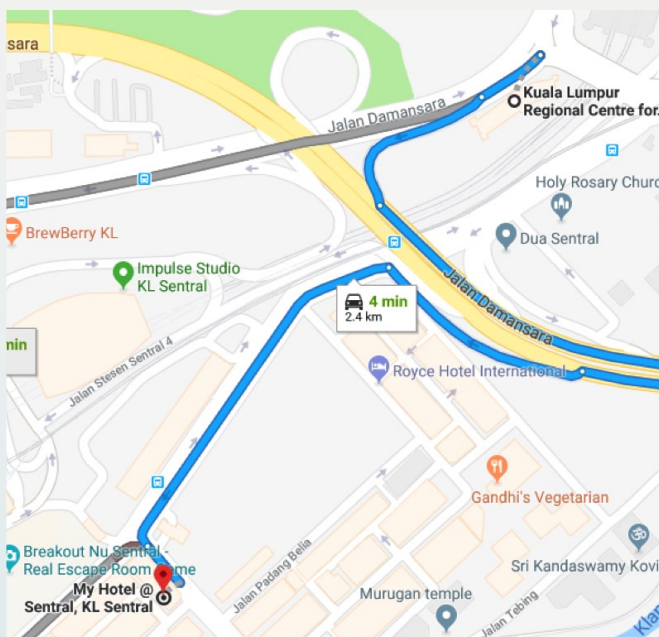 sara
Kuala Lumpur
Regional Centre for
Jalan Damansara
Holy Rosary Churc
BrewBerry KL
Dua Sentral
Impulse Studio
KL Sentral
Jalan Damansara
4 min
2.4 km
min
Jalan Stesen Sentral 4
Royce Hotel International
Gandhi's Vegetarian
Breakout Nu Sentral -
Real Escape Room
Jalan Padang Belia
Sri Kandaswamy Kovi
My Hotel @
Sentral, KL Sentral
Murugan temple
Jalan Tebing
Klan